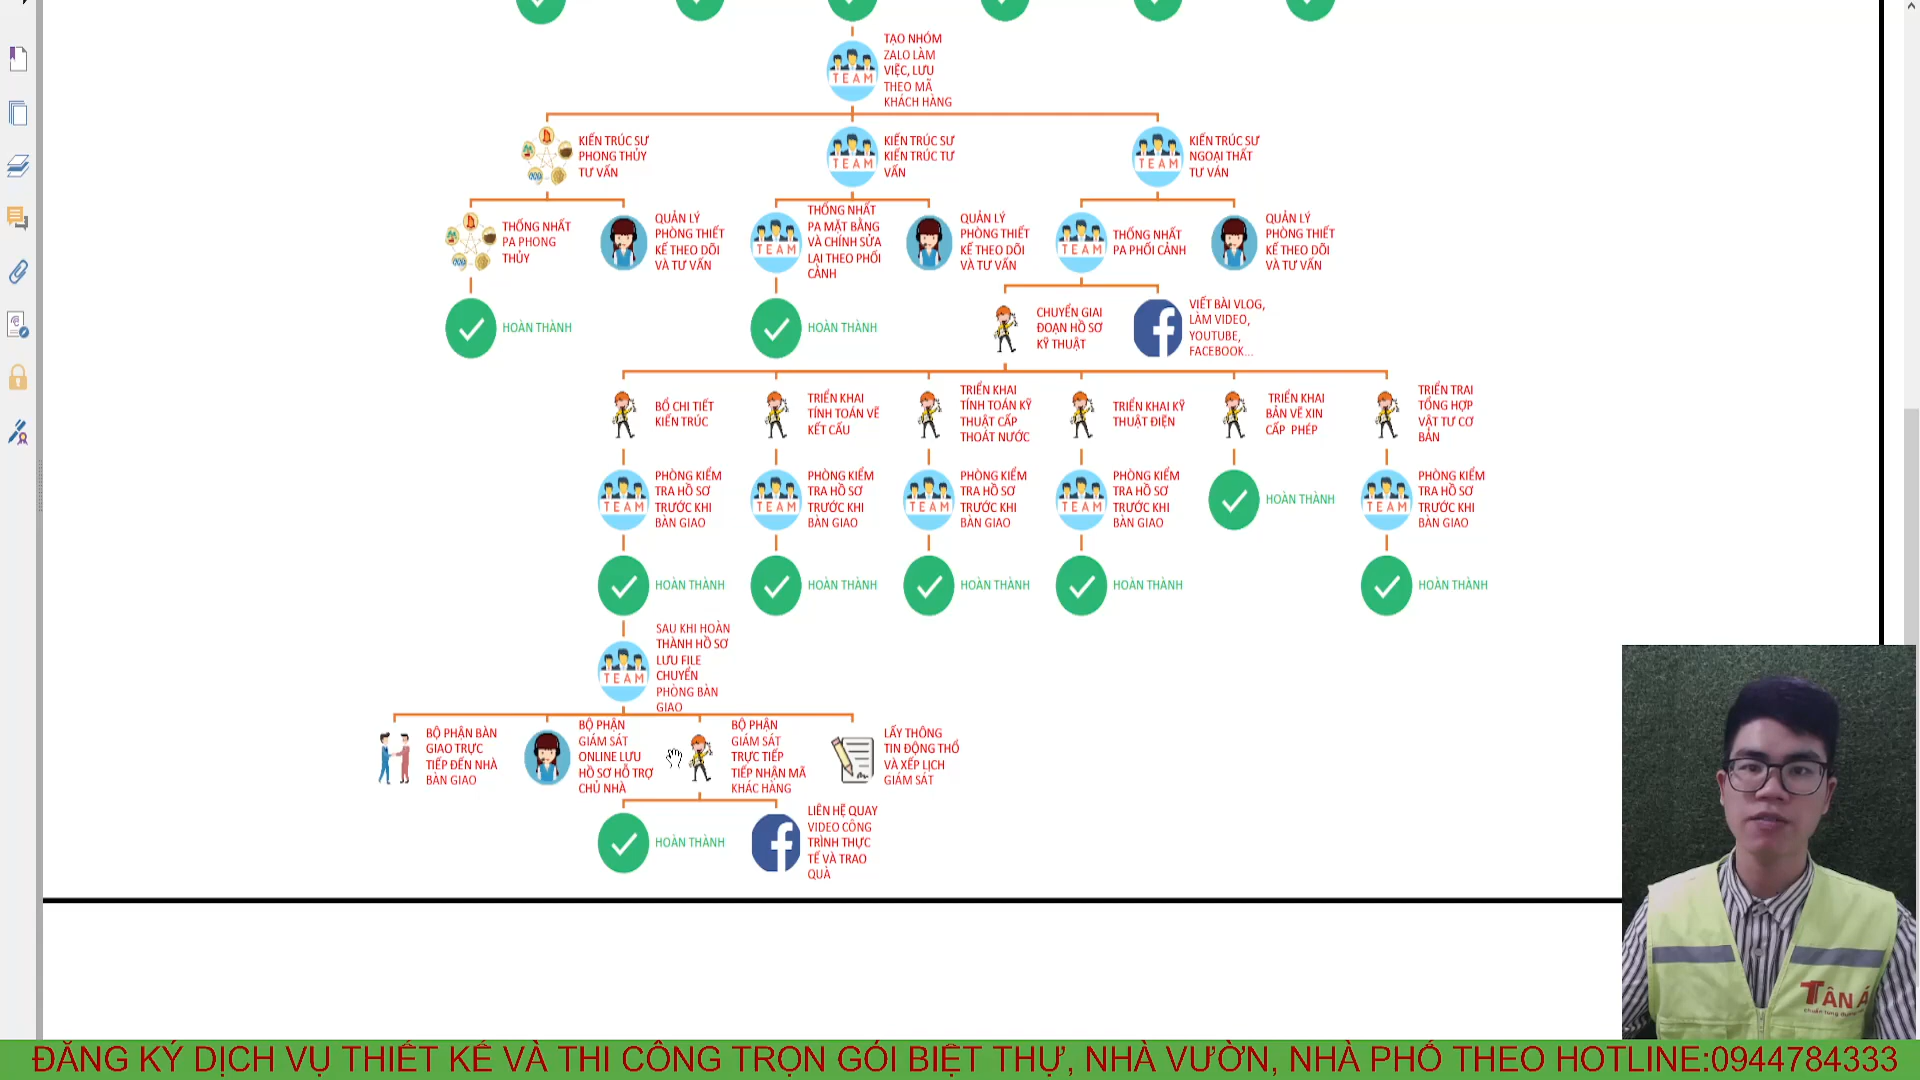 TẠO NHÓM
ZALO LÀM
VIỆC, LƯU
THEO MÃ
KHÁCH HÀNG
KIẾN TRÚC SƯ
PHONG THỦY
TƯ VẤN
KIẾN TRÚC SƯ
KIẾN TRÚC TƯ
VẤN
KIẾN TRÚC SƯ
NGOẠI THẤT
TƯ VẤN
THỐNG NHẤT
PA PHONG
THỦY
QUẢN LÝ
PHÒNG THIẾT
KẾ THEO DÕI
VÀ TƯ VẤN
THỐNG NHẤT
PA MẶT BẰNG
VÀ CHỈNH SỬA
LẠI THEO PHỐI
CẢNH
QUẢN LÝ
PHÒNG THIẾT
KẾ THEO DÕI
VÀ TƯ VẤN
THỐNG NHẤT
PA PHỐI CẢNH
QUẢN LÝ
PHÒNG THIẾT
KẾ THEO DÕI
VÀ TƯ VẤN
HOÀN THÀNH
HOÀN THÀNH
CHUYỂN GIAI
ĐOẠN HỒ SƠ
KỸ THUẬT
VIẾT BÀI VLOG,
LÀM VIDEO,
YOUTUBE,
FACEBOOK...
BỔ CHI TIẾT
KIẾN TRÚC
TRIỂN KHAI
TÍNH TOÁN VẼ
KẾT CẤU
TRIỂN KHAI
TÍNH TOÁN KỸ
THUẬT CẤP
THOÁT NƯỚC
TRIỂN KHAI KỸ
THUẬT ĐIỆN
TRIỂN KHAI
BẢN VẼ XIN
CẤP PHÉP
TRIỂN TRAI
TỔNG HỢP
VẬT TƯ CƠ
BẢN
PHÒNG KIỂM
TRA HỒ SƠ
TRƯỚC KHI
BÀN GIAO
PHÒNG KIỂM
TRA HỒ SƠ
TRƯỚC KHI
BÀN GIAO
PHÒNG KIỂM
TRA HỒ SƠ
TRƯỚC KHI
BÀN GIAO
PHÒNG KIỂM
TRA HỒ SƠ
TRƯỚC KHI
BÀN GIAO
HOÀN THÀNH
PHÒNG KIỂM
TRA HỒ SƠ
TRƯỚC KHI
BÀN GIAO
HOÀN THÀNH
HOÀN THÀNH
HOÀN THÀNH
HOÀN THÀNH
HOÀN THÀNH
SAU KHI HOÀN
THÀNH HỒ SƠ
LƯU FILE
CHUYỂN
PHÒNG BÀN
GIAO
BỘ PHẬN BÀN
GIAO TRỰC
TIẾP ĐẾN NHÀ
BÀN GIAO
BỘ PHẬN
GIÁM SÁT
ONLINE LƯU
HỒ SƠ HỖ TRỢ
CHỦ NHÀ
BỘ PHẬN
GIÁM SÁT
TRỰC TIẾP
TIẾP NHẬN MÃ
KHÁC HÀNG
LẤY THÔNG
TIN ĐỘNG THỔ
VÀ XẾP LỊCH
GIÁM SÁT
HOÀN THÀNH
LIÊN HỆ QUAY
VIDEO CÔNG
TRÌNH THỰC
TẾ VÀ TRAO
QUÀ
TEAM
TEAM
TEAM
TEAM
TEAM
TEAM
TEAM
TEAM
TEAM
TEAM
TEAM
TÂN Á
ĐĂNG KÝ DỊCH VỤ THIẾT KẾ VÀ THI CÔNG TRỌN GÓI BIỆT THỰ, NHÀ VƯỜN, NHÀ PHỐ THEO HOTLINE:0944784333